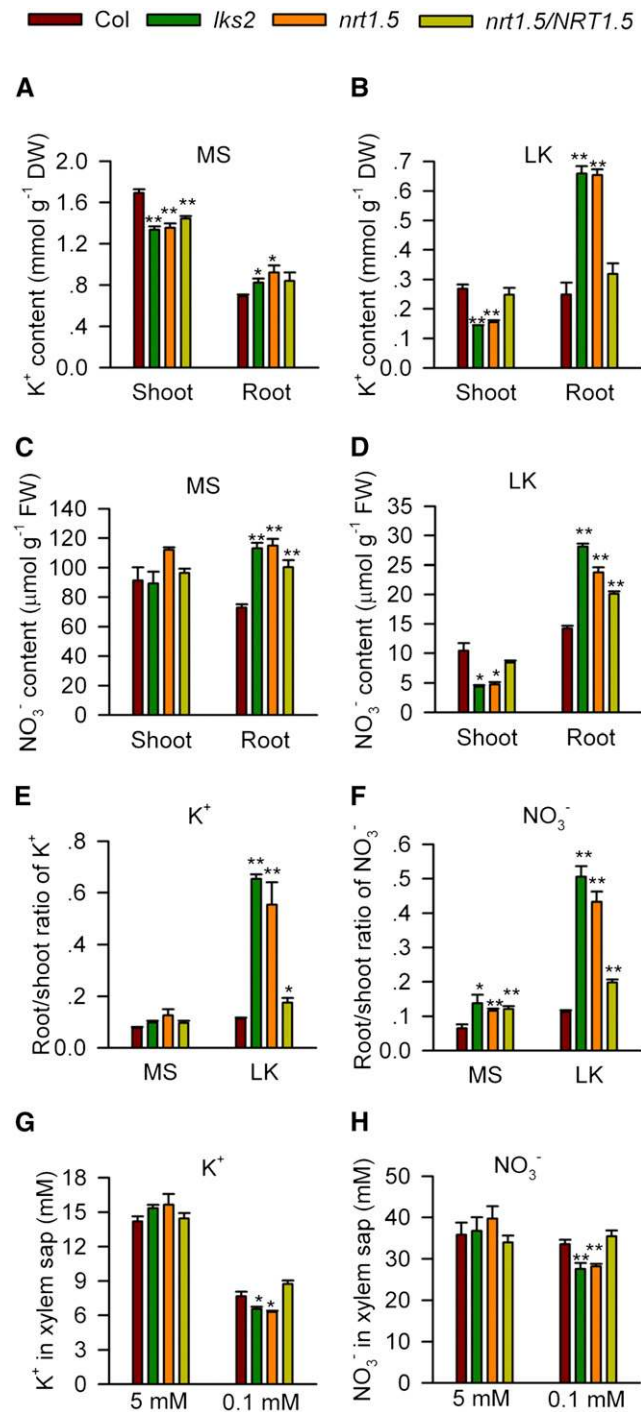 Col lks2 nrt1.5 nrt1.5/NRT1.5
A
MS
K⁺ content (mmol g⁻¹ DW)
2.0
1.6
1.2
.8
.4
0.0
** ** **
* *
Shoot Root
B
LK
K⁺ content (mmol g⁻¹ DW)
.7
.6
.5
.4
.3
.2
.1
0.0
** **
** **
Shoot Root
C
MS
NO₃⁻ content (μmol g⁻¹ FW)
140
120
100
80
60
40
20
0
** ** **
Shoot Root
D
LK
NO₃⁻ content (μmol g⁻¹ FW)
35
30
25
20
15
10
5
0
* *
** ** **
Shoot Root
E
K⁺
Root/shoot ratio of K⁺
.8
.6
.4
.2
0.0
** ** *
MS LK
F
NO₃⁻
Root/shoot ratio of NO₃⁻
.6
.5
.4
.3
.2
.1
0.0
* ** **
** ** **
MS LK
G
K⁺
K⁺ in xylem sap (mM)
18
15
12
9
6
3
0
* *
5 mM 0.1 mM
H
NO₃⁻
NO₃⁻ in xylem sap (mM)
50
40
30
20
10
0
** **
5 mM 0.1 mM